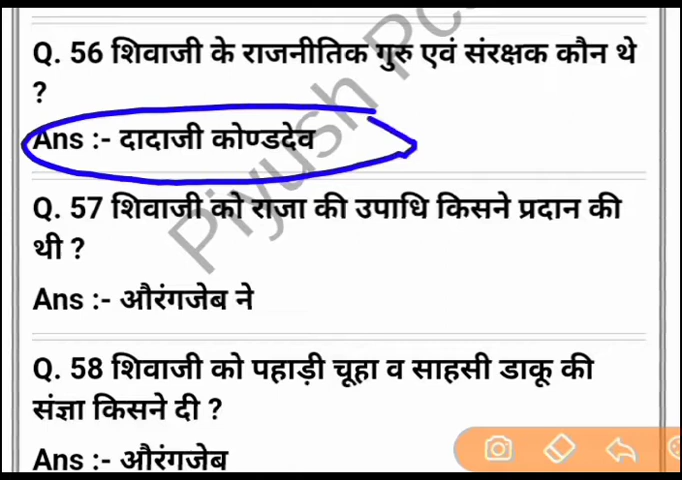 Q. 56 शिवाजी के राजनीतिक गुरु एवं संरक्षक कौन थे
?
Ans :- दादाजी कोण्डदेव
Q. 57 शिवाजी को राजा की उपाधि किसने प्रदान की
थी ?
Ans :- औरंगजेब ने
Q. 58 शिवाजी को पहाड़ी चूहा व साहसी डाकू की
संज्ञा किसने दी ?
Ans :- औरंगजेब
Piyush